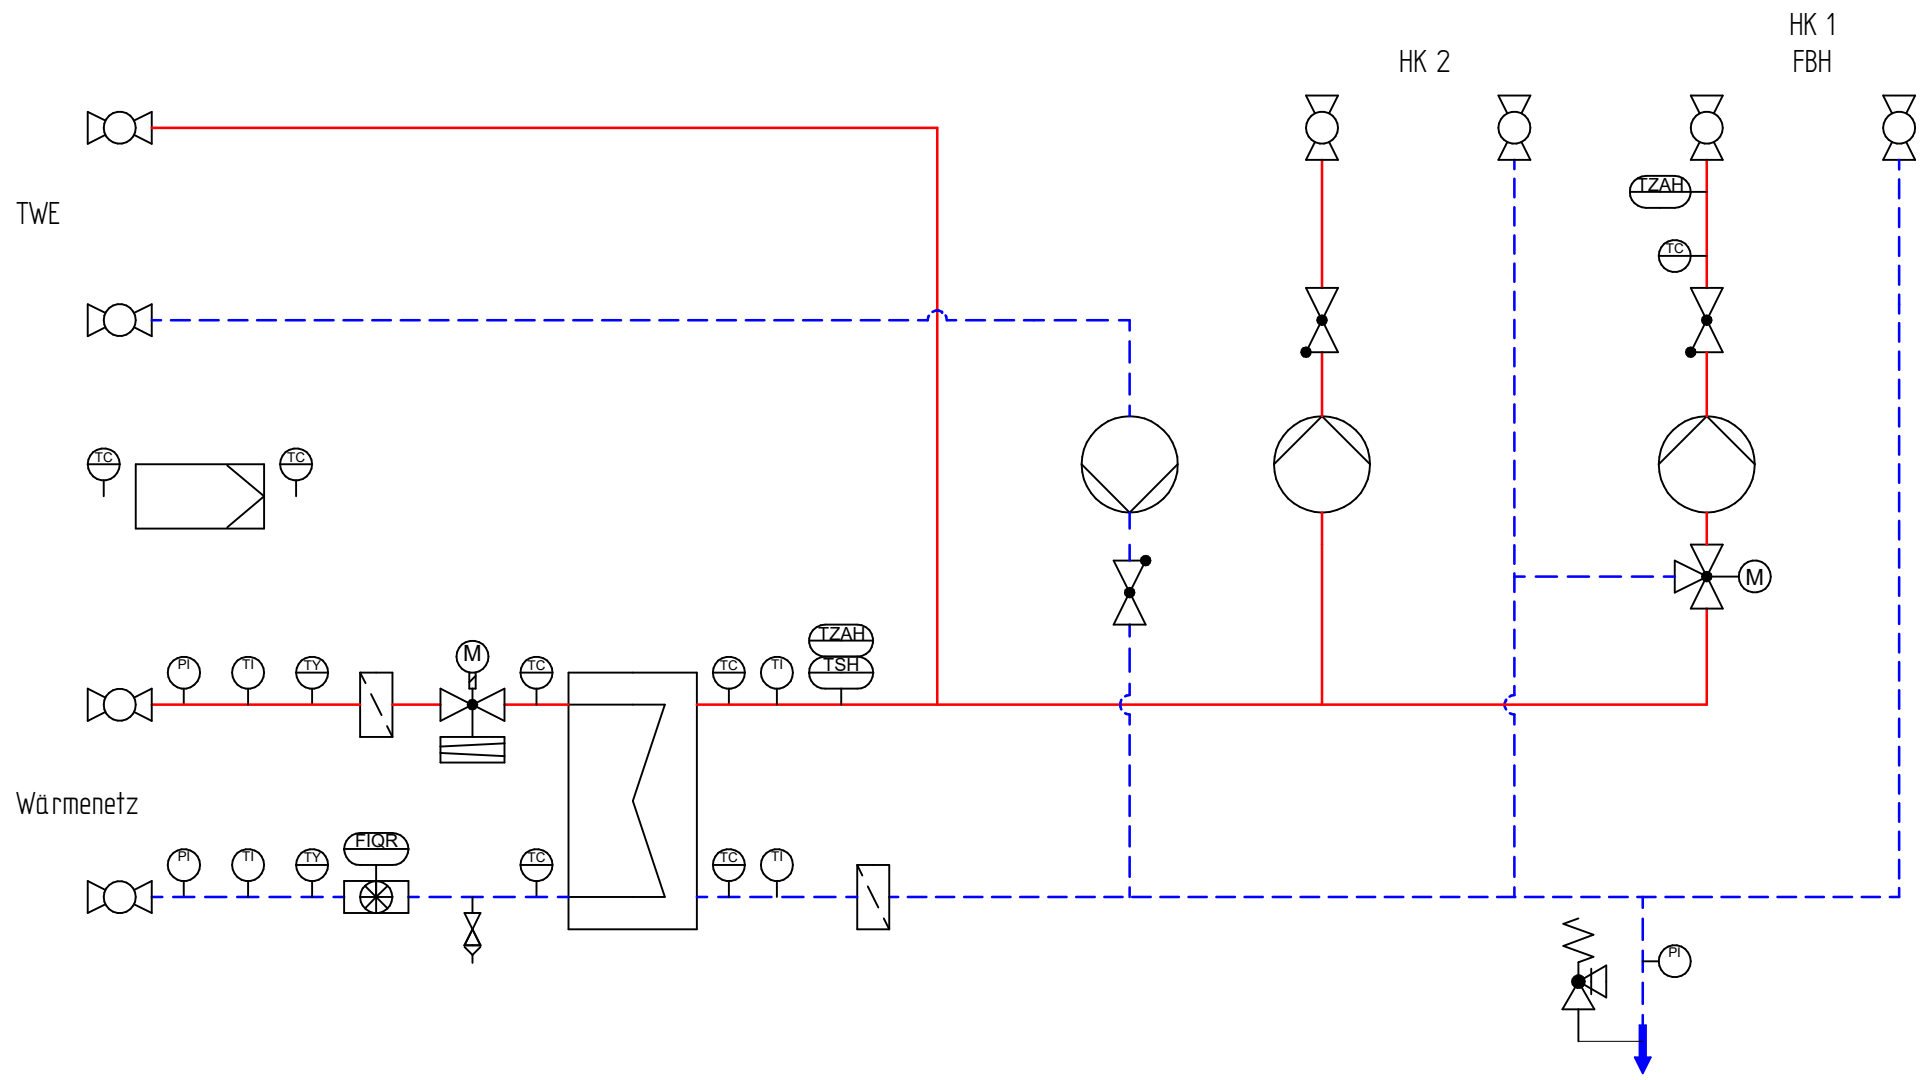 HK 1
HK 2
FBH
TZAH
TWE
TC
TC
TC
M
TZAH
M
PI
TI
TY
TC
TC
TI
TSH
Wärmenetz
FIQR
PI
TI
TY
TC
TC
TI
PI